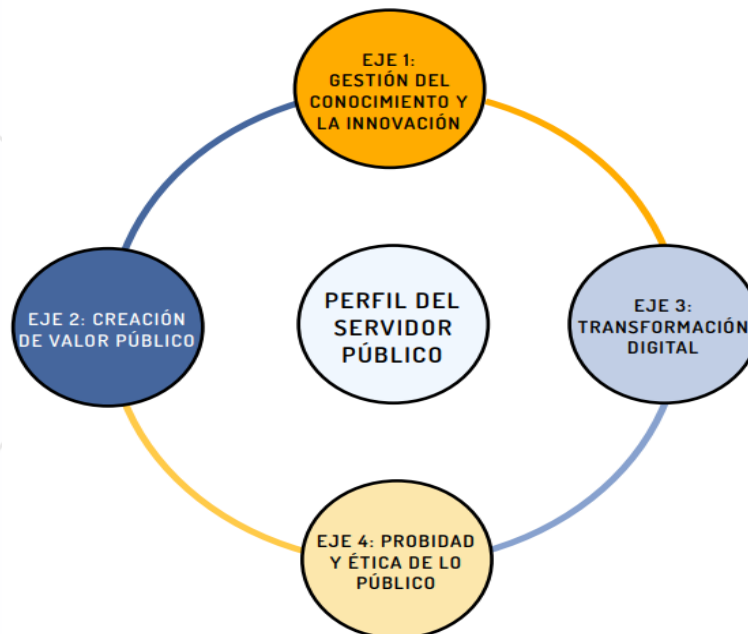 EJE 1:
GESTIÓN DEL
CONOCIMIENTO Y
LA INNOVACIÓN
EJE 2: CREACIÓN
DE VALOR PÚBLICO
PERFIL DEL
SERVIDOR
PÚBLICO
EJE 3:
TRANSFORMACIÓN
DIGITAL
EJE 4: PROBIDAD
Y ÉTICA DE LO
PÚBLICO